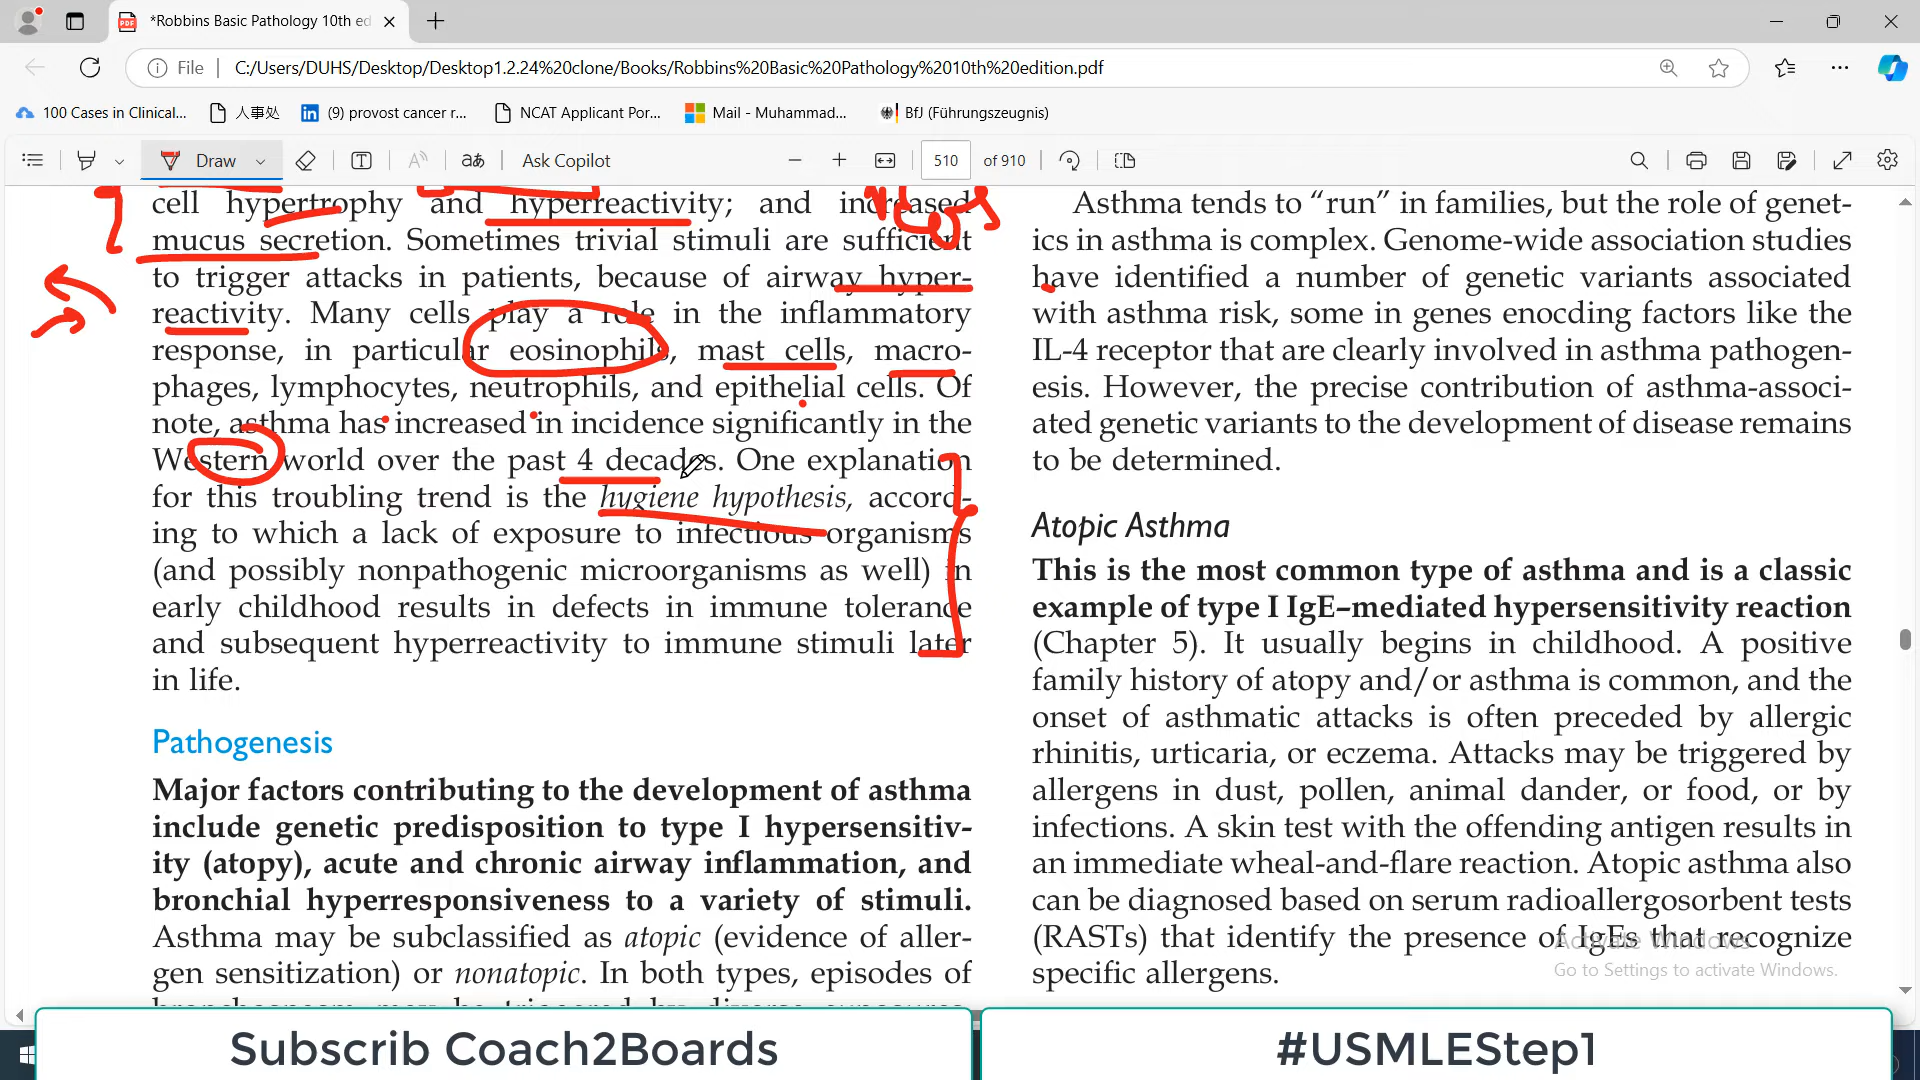 *Robbins Basic Pathology 10th ed
File
C:/Users/DUHS/Desktop/Desktop1.2.24%20clone/Books/Robbins%20Basic%20Pathology%2010th%20edition.pdf
100 Cases in Clinical...
人事处
(9) provost cancer r...
NCAT Applicant Por...
Mail - Muhammad...
BfJ (Führungszeugnis)
Draw
aあ
Ask Copilot
510 of 910
cell hypertrophy and hyperreactivity; and increased
mucus secretion. Sometimes trivial stimuli are sufficient
to trigger attacks in patients, because of airway hyper-
reactivity. Many cells play a role in the inflammatory
response, in particular eosinophils, mast cells, macro-
phages, lymphocytes, neutrophils, and epithelial cells. Of
note, asthma has increased in incidence significantly in the
Western world over the past 4 decades. One explanation
for this troubling trend is the hygiene hypothesis, accord-
ing to which a lack of exposure to infectious organisms
(and possibly nonpathogenic microorganisms as well) in
early childhood results in defects in immune tolerance
and subsequent hyperreactivity to immune stimuli later
in life.
Pathogenesis
Major factors contributing to the development of asthma
include genetic predisposition to type I hypersensitiv-
ity (atopy), acute and chronic airway inflammation, and
bronchial hyperresponsiveness to a variety of stimuli.
Asthma may be subclassified as atopic (evidence of aller-
gen sensitization) or nonatopic. In both types, episodes of
Asthma tends to “run” in families, but the role of genet-
ics in asthma is complex. Genome-wide association studies
have identified a number of genetic variants associated
with asthma risk, some in genes enocding factors like the
IL-4 receptor that are clearly involved in asthma pathogen-
esis. However, the precise contribution of asthma-associ-
ated genetic variants to the development of disease remains
to be determined.
Atopic Asthma
This is the most common type of asthma and is a classic
example of type I IgE–mediated hypersensitivity reaction
(Chapter 5). It usually begins in childhood. A positive
family history of atopy and/or asthma is common, and the
onset of asthmatic attacks is often preceded by allergic
rhinitis, urticaria, or eczema. Attacks may be triggered by
allergens in dust, pollen, animal dander, or food, or by
infections. A skin test with the offending antigen results in
an immediate wheal-and-flare reaction. Atopic asthma also
can be diagnosed based on serum radioallergosorbent tests
(RASTs) that identify the presence of IgEs that recognize
specific allergens.
Activate Windows
Go to Settings to activate Windows.
Subscrib Coach2Boards
#USMLEStep1